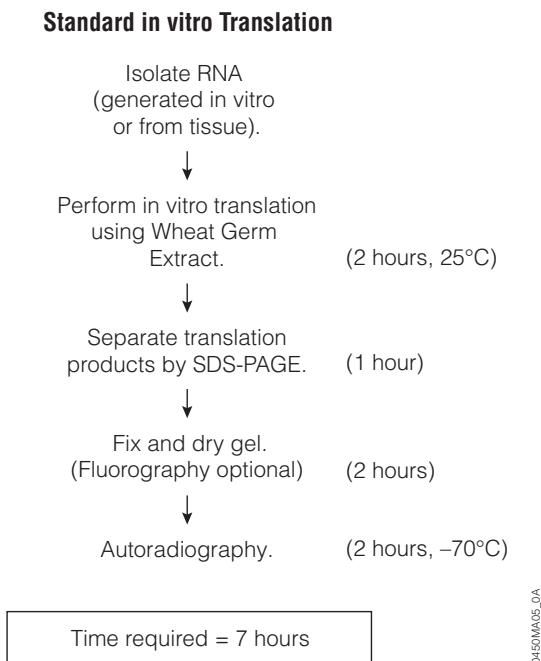 Standard in vitro Translation
Isolate RNA
(generated in vitro
or from tissue).
Perform in vitro translation
using Wheat Germ
Extract.
(2 hours, 25°C)
Separate translation
products by SDS-PAGE.
(1 hour)
Fix and dry gel.
(Fluorography optional)
(2 hours)
Autoradiography.
(2 hours, –70°C)
Time required = 7 hours